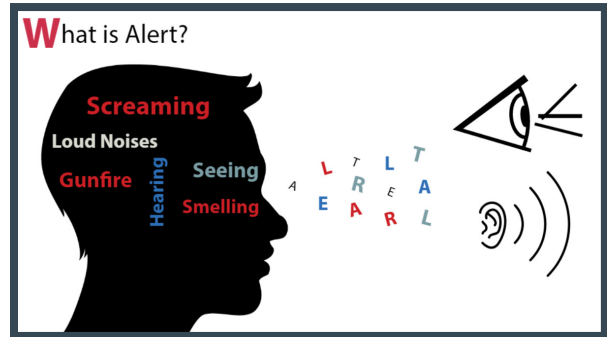 What is Alert?
Screaming
Loud Noises
Gunfire
Hearing
Seeing
Smelling
A L T L T
R E A
E A R L